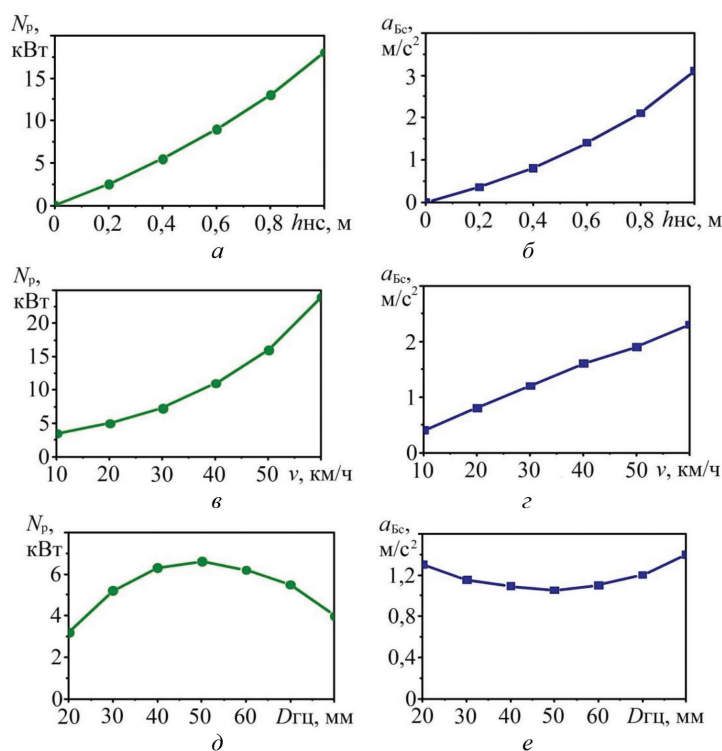 Nр,
кВт
15
10
5
0
0 0,2 0,4 0,6 0,8 hнс, м
а
aБс,
м/с²
3
2
1
0
0 0,2 0,4 0,6 0,8 hнс, м
б
Nр,
кВт
20
15
10
5
0
10 20 30 40 50 v, км/ч
в
aБс,
м/с²
2
1
0
10 20 30 40 50 v, км/ч
г
Nр,
кВт
6
4
2
0
20 30 40 50 60 Dгц, мм
д
aБс,
м/с²
1,2
0,8
0,4
0
20 30 40 50 60 Dгц, мм
е